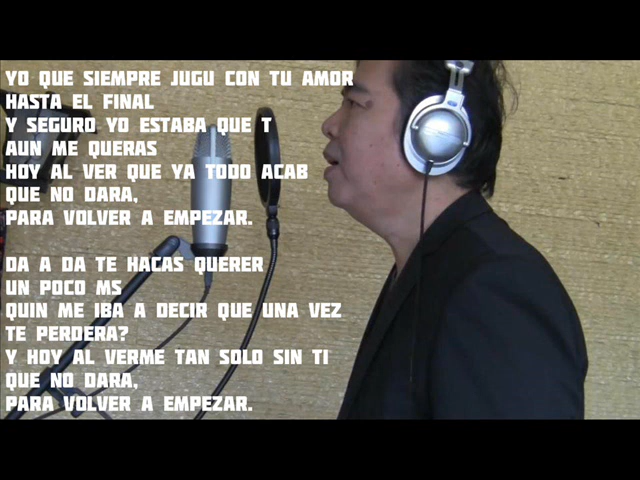 YO QUE SIEMPRE JUGU CON TU AMOR
HASTA EL FINAL
Y SEGURO YO ESTABA QUE T
AUN ME QUERAS
HOY AL VER QUE YA TODO ACAB
QUE NO DARA,
PARA VOLVER A EMPEZAR.
DA A DA TE HACAS QUERER
UN POCO MS
QUIN ME IBA A DECIR QUE UNA VEZ
TE PERDERA?
Y HOY AL VERME TAN SOLO SIN TI
QUE NO DARA,
PARA VOLVER A EMPEZAR.